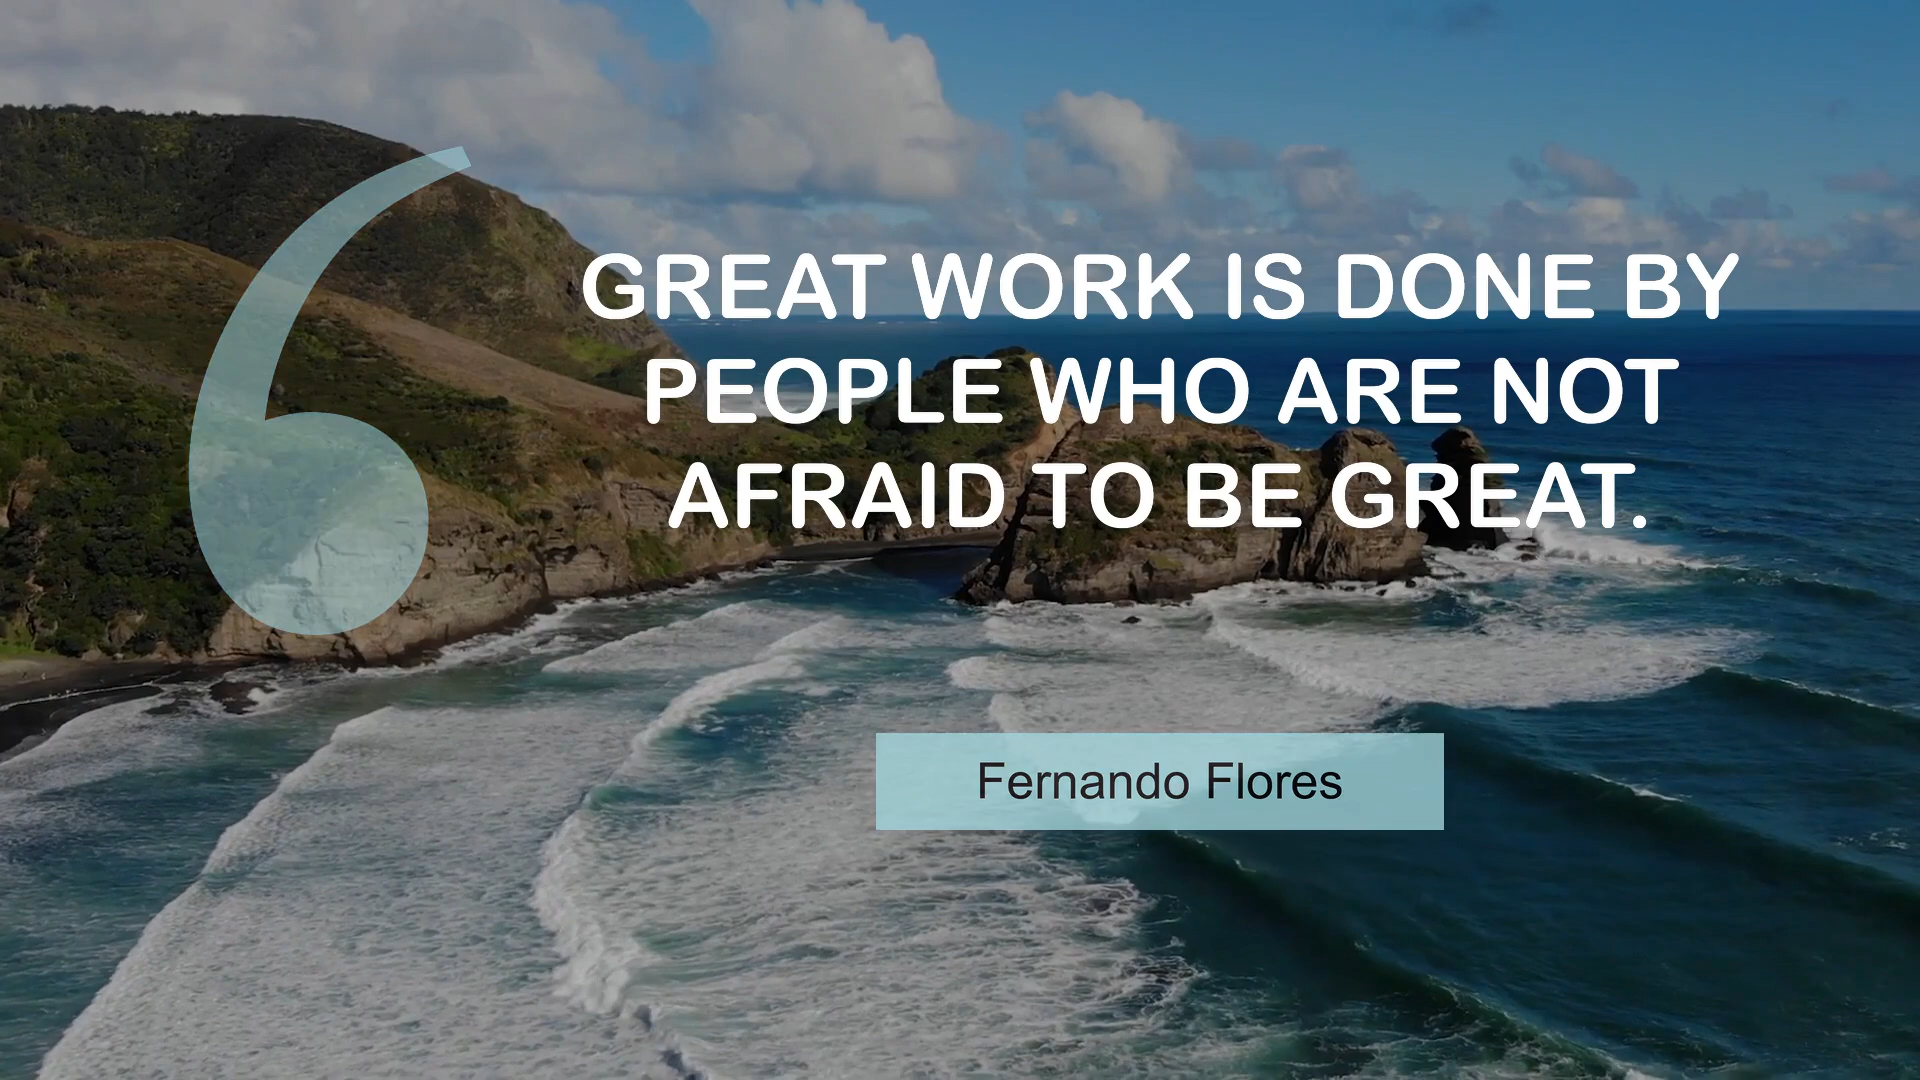 GREAT WORK IS DONE BY
PEOPLE WHO ARE NOT
AFRAID TO BE GREAT.
Fernando Flores